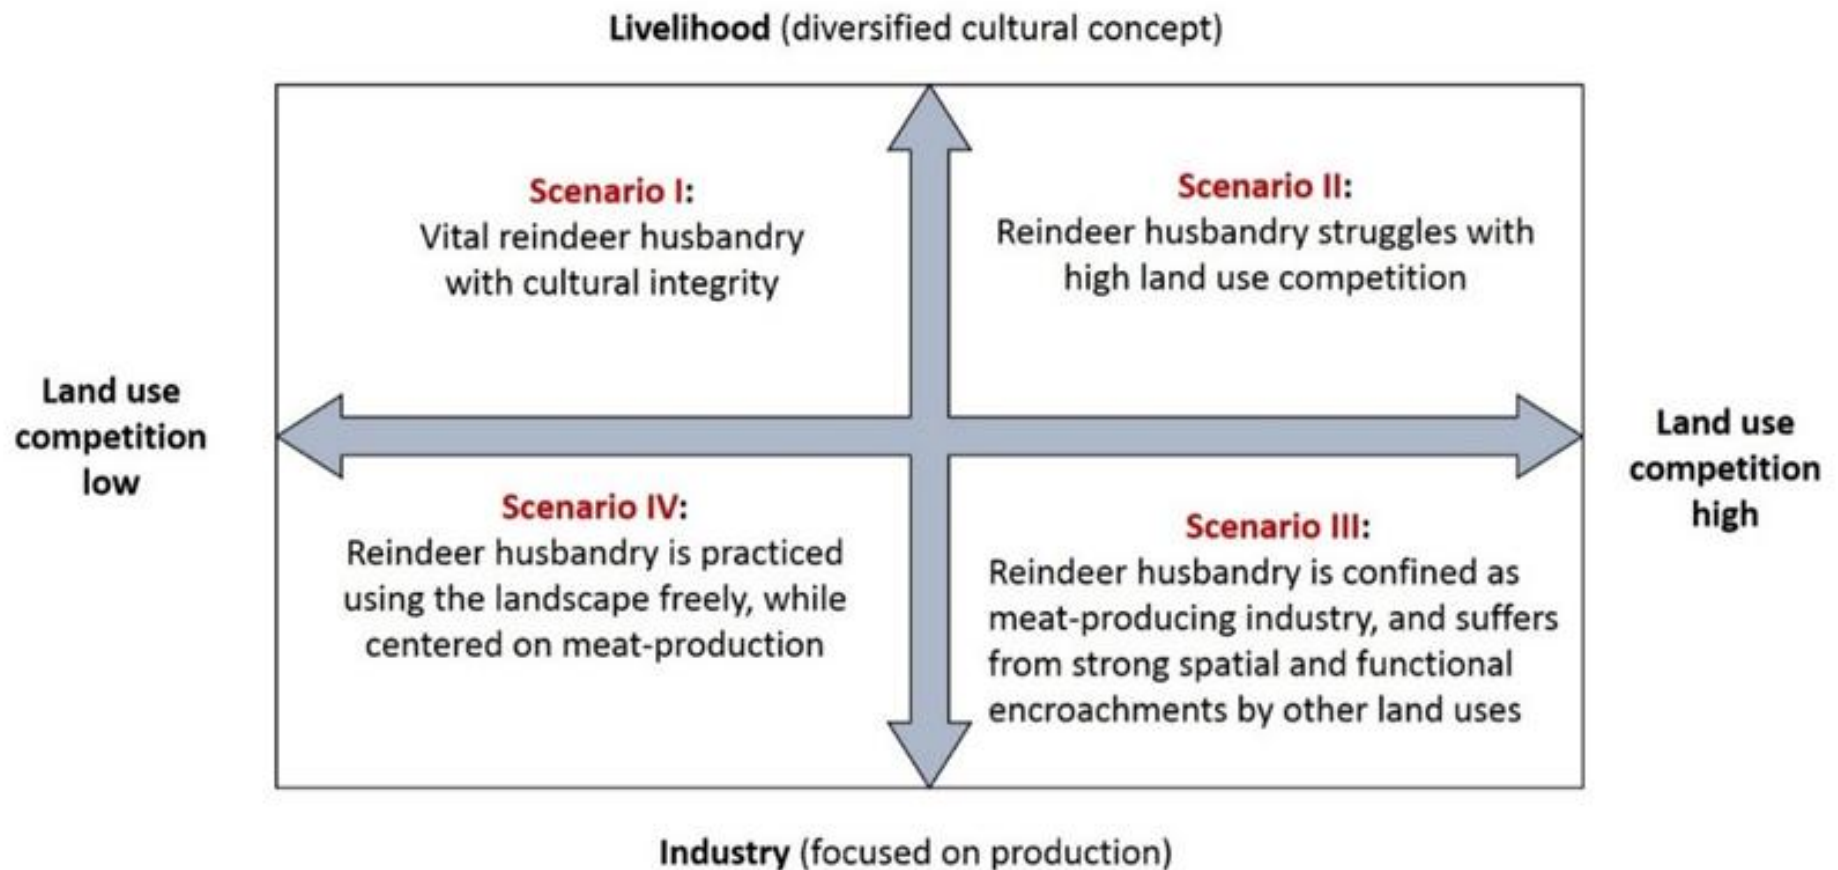 Livelihood (diversified cultural concept)
Scenario I:
Vital reindeer husbandry
with cultural integrity
Scenario II:
Reindeer husbandry struggles with
high land use competition
Land use
competition
low
Land use
competition
high
Scenario IV:
Reindeer husbandry is practiced
using the landscape freely, while
centered on meat-production
Scenario III:
Reindeer husbandry is confined as
meat-producing industry, and suffers
from strong spatial and functional
encroachments by other land uses
Industry (focused on production)